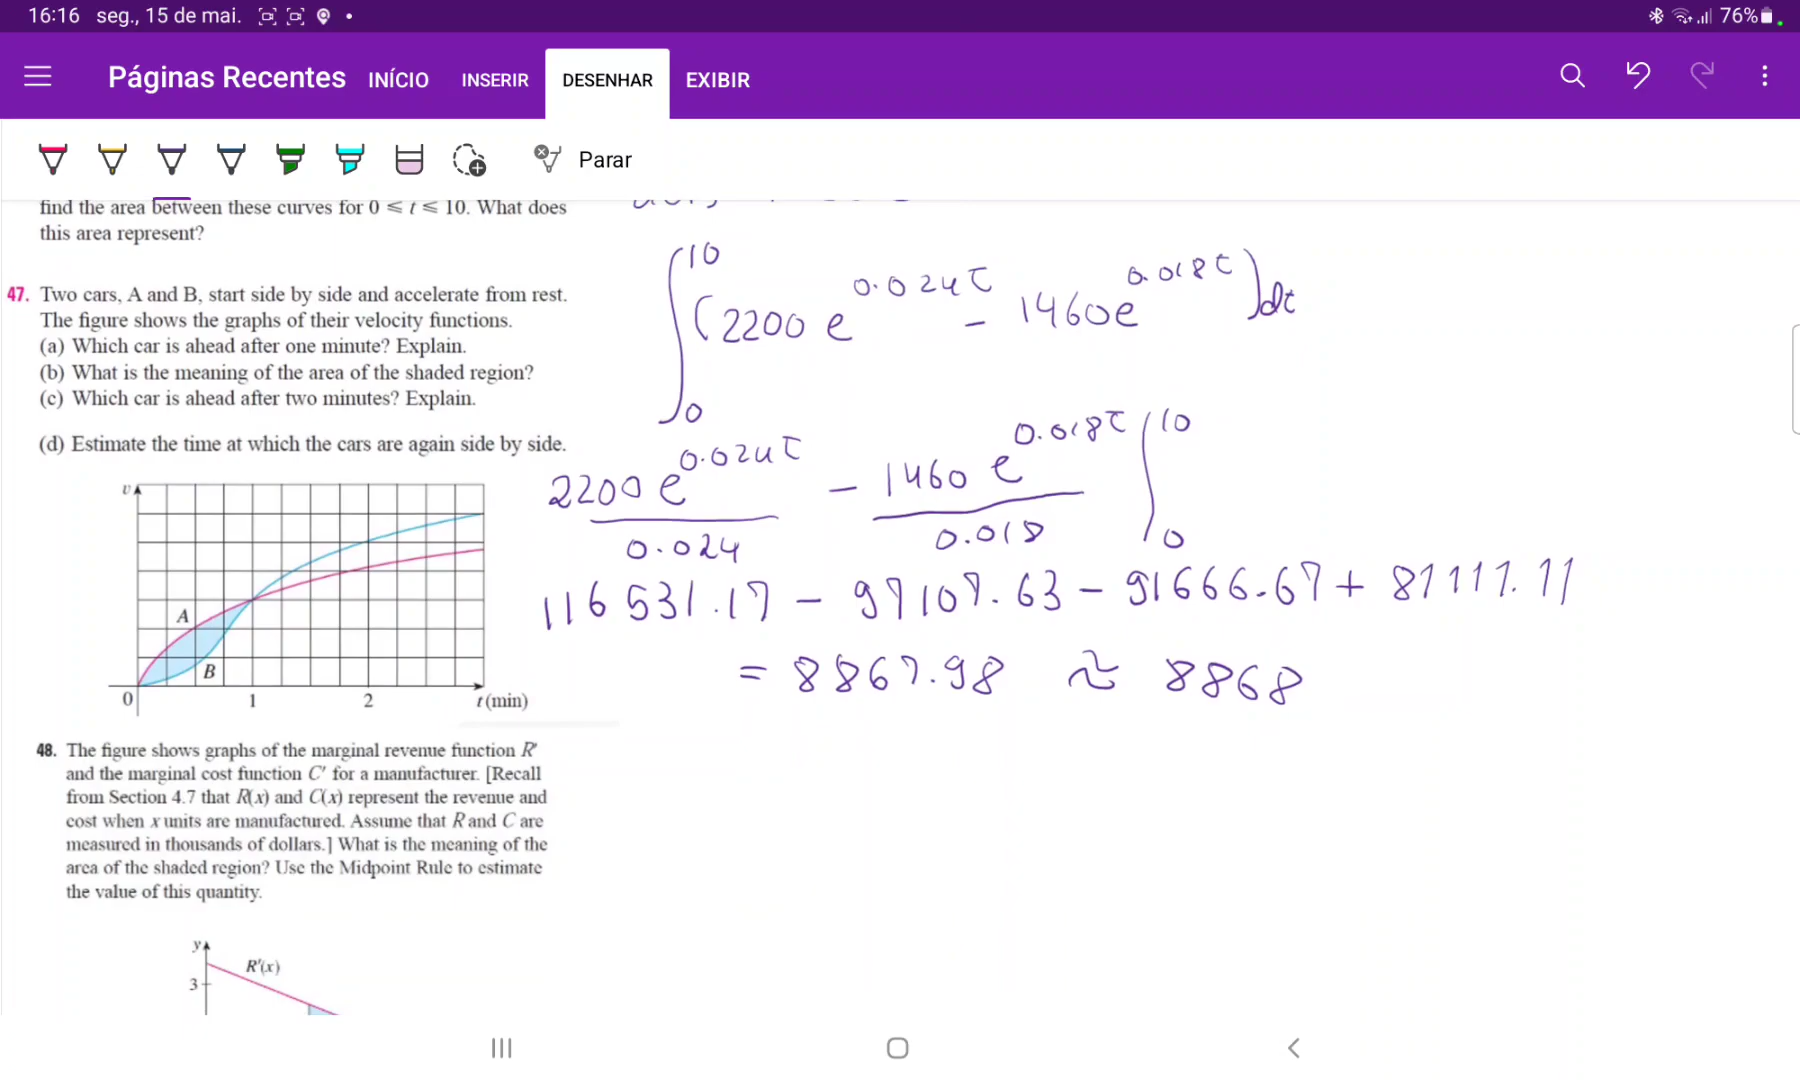 16:16 seg., 15 de mai. 76%
Páginas Recentes INÍCIO INSERIR DESENHAR EXIBIR
Parar
find the area between these curves for 0 ⩽ t ⩽ 10. What does
this area represent?
47. Two cars, A and B, start side by side and accelerate from rest.
The figure shows the graphs of their velocity functions.
(a) Which car is ahead after one minute? Explain.
(b) What is the meaning of the area of the shaded region?
(c) Which car is ahead after two minutes? Explain.
(d) Estimate the time at which the cars are again side by side.
v
A
B
0 1 2 t (min)
48. The figure shows graphs of the marginal revenue function R′
and the marginal cost function C′ for a manufacturer. [Recall
from Section 4.7 that R(x) and C(x) represent the revenue and
cost when x units are manufactured. Assume that R and C are
measured in thousands of dollars.] What is the meaning of the
area of the shaded region? Use the Midpoint Rule to estimate
the value of this quantity.
y
R′(x)
3
∫₀¹⁰ (2200 e^0.024t − 1460e^0.018t) dt
2200 e^0.024t / 0.024 − 1460 e^0.018t / 0.018 |₀¹⁰
116531.17 − 97107.63 − 91666.67 + 81111.11
= 8867.98 ≈ 8868